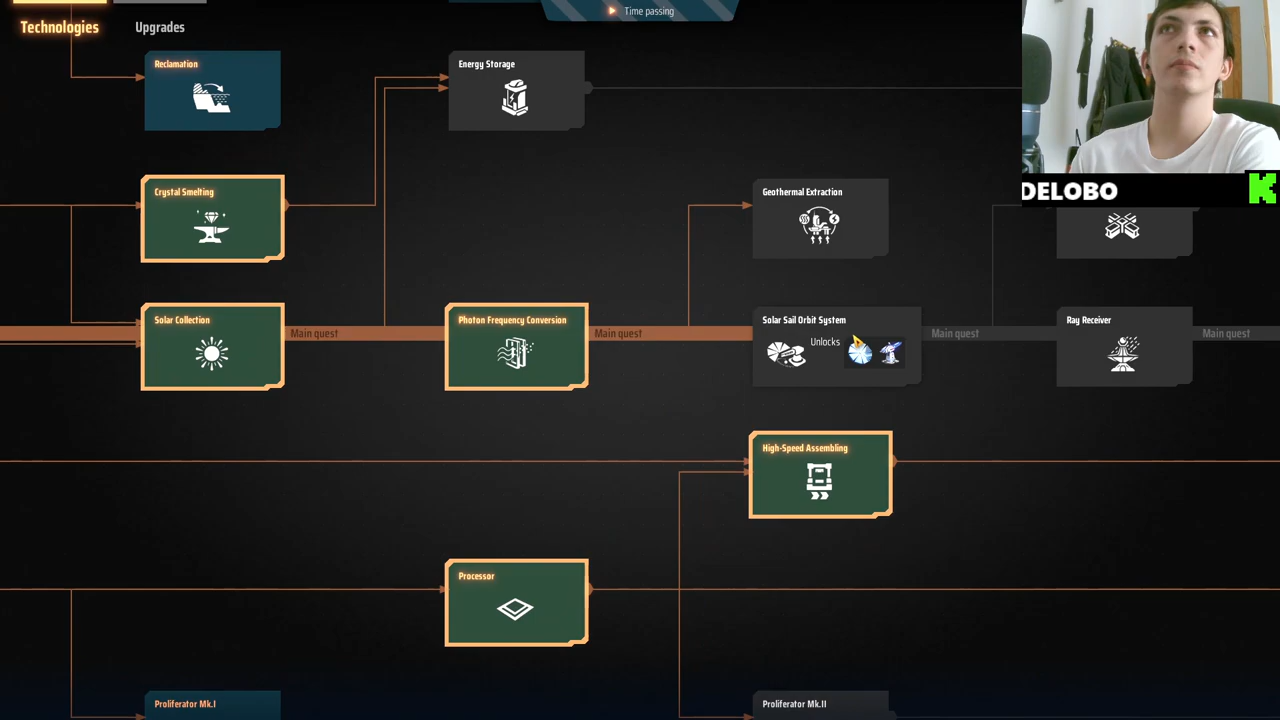 Technologies
Upgrades
Time passing
Reclamation
Energy Storage
DELOBO
Crystal Smelting
Geothermal Extraction
Solar Collection
Main quest
Photon Frequency Conversion
Main quest
Solar Sail Orbit System
Unlocks
Main quest
Ray Receiver
Main quest
High-Speed Assembling
Processor
Proliferator Mk.I
Proliferator Mk.II